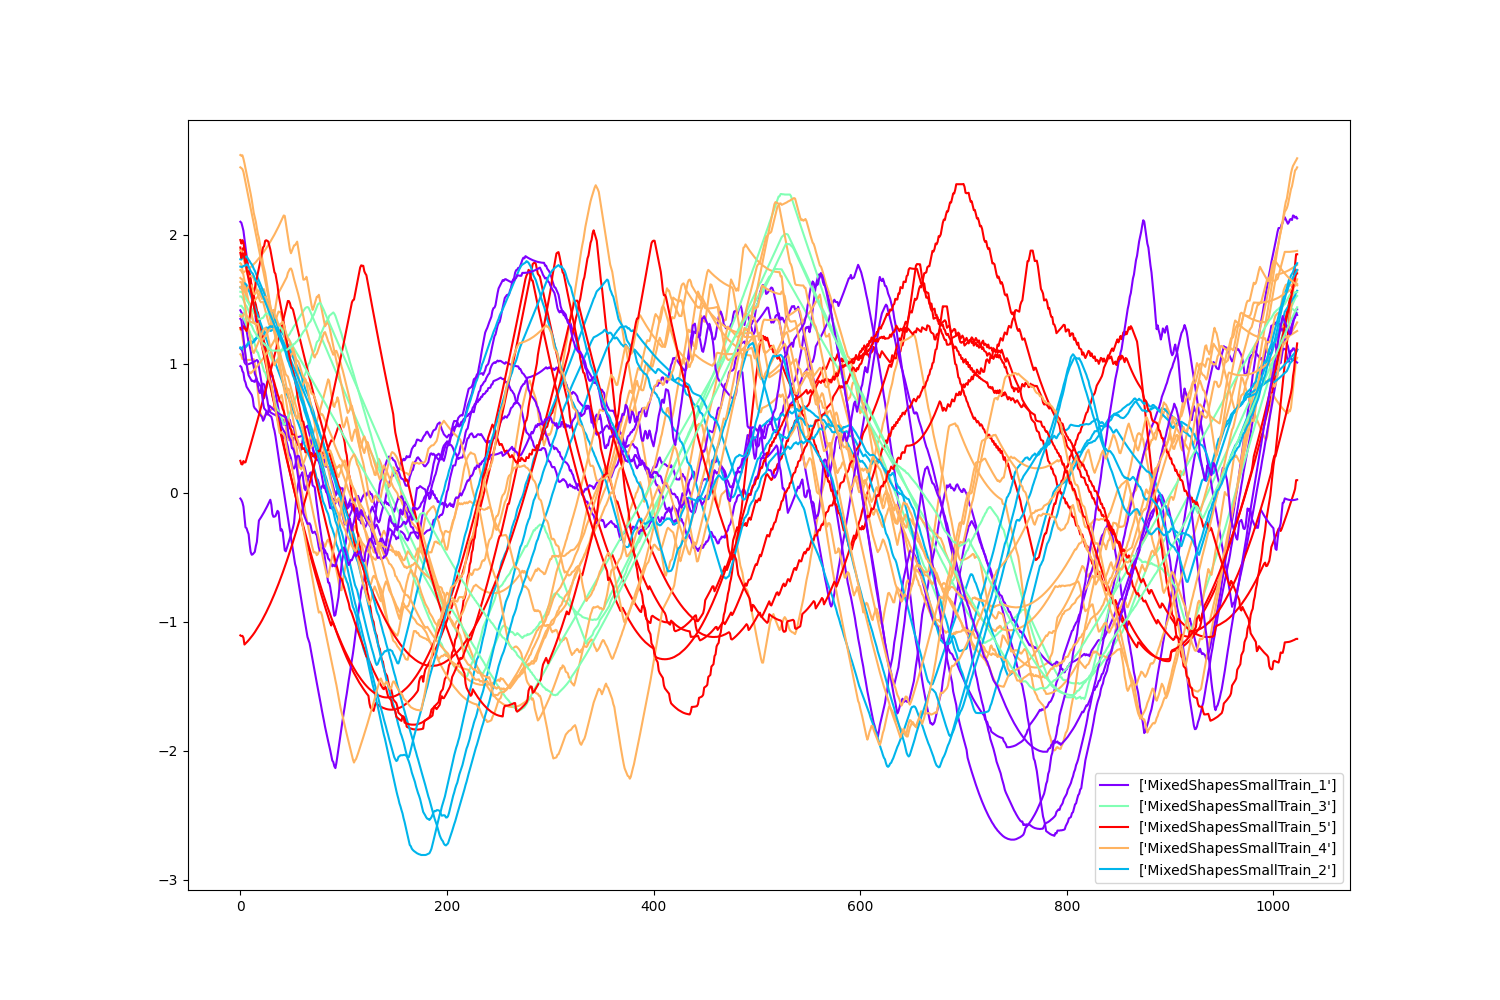 2
1
0
−1
−2
−3
0 200 400 600 800 1000
['MixedShapesSmallTrain_1']
['MixedShapesSmallTrain_3']
['MixedShapesSmallTrain_5']
['MixedShapesSmallTrain_4']
['MixedShapesSmallTrain_2']